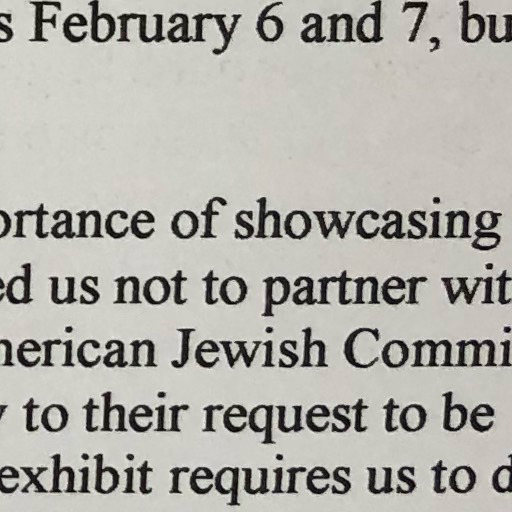 s February 6 and 7, bu
ortance of showcasing
ed us not to partner wit
merican Jewish Commi
to their request to be
exhibit requires us to d